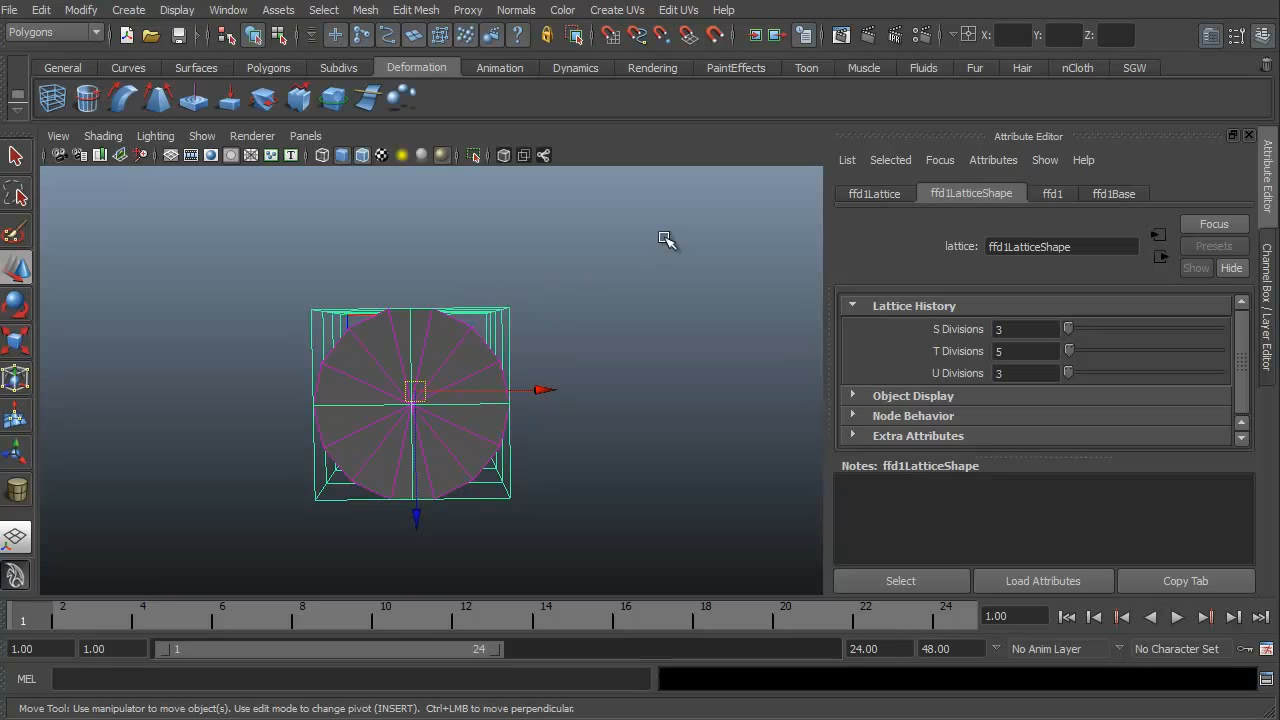 File Edit Modify Create Display Window Assets Select Mesh Edit Mesh Proxy Normals Color Create UVs Edit UVs Help
Polygons X: Y: Z:
General Curves Surfaces Polygons Subdivs Deformation Animation Dynamics Rendering PaintEffects Toon Muscle Fluids Fur Hair nCloth SGW
View Shading Lighting Show Renderer Panels
Attribute Editor
List Selected Focus Attributes Show Help
ffd1Lattice ffd1LatticeShape ffd1 ffd1Base
Focus
lattice: ffd1LatticeShape Presets
Show Hide
Lattice History
S Divisions 3
T Divisions 5
U Divisions 3
Object Display
Node Behavior
Extra Attributes
Notes: ffd1LatticeShape
Select Load Attributes Copy Tab
Attribute Editor
Channel Box / Layer Editor
1 2 4 6 8 10 12 14 16 18 20 22 24 1.00
1.00 1.00 1 24 24.00 48.00 No Anim Layer No Character Set
MEL
Move Tool: Use manipulator to move object(s). Use edit mode to change pivot (INSERT). Ctrl+LMB to move perpendicular.